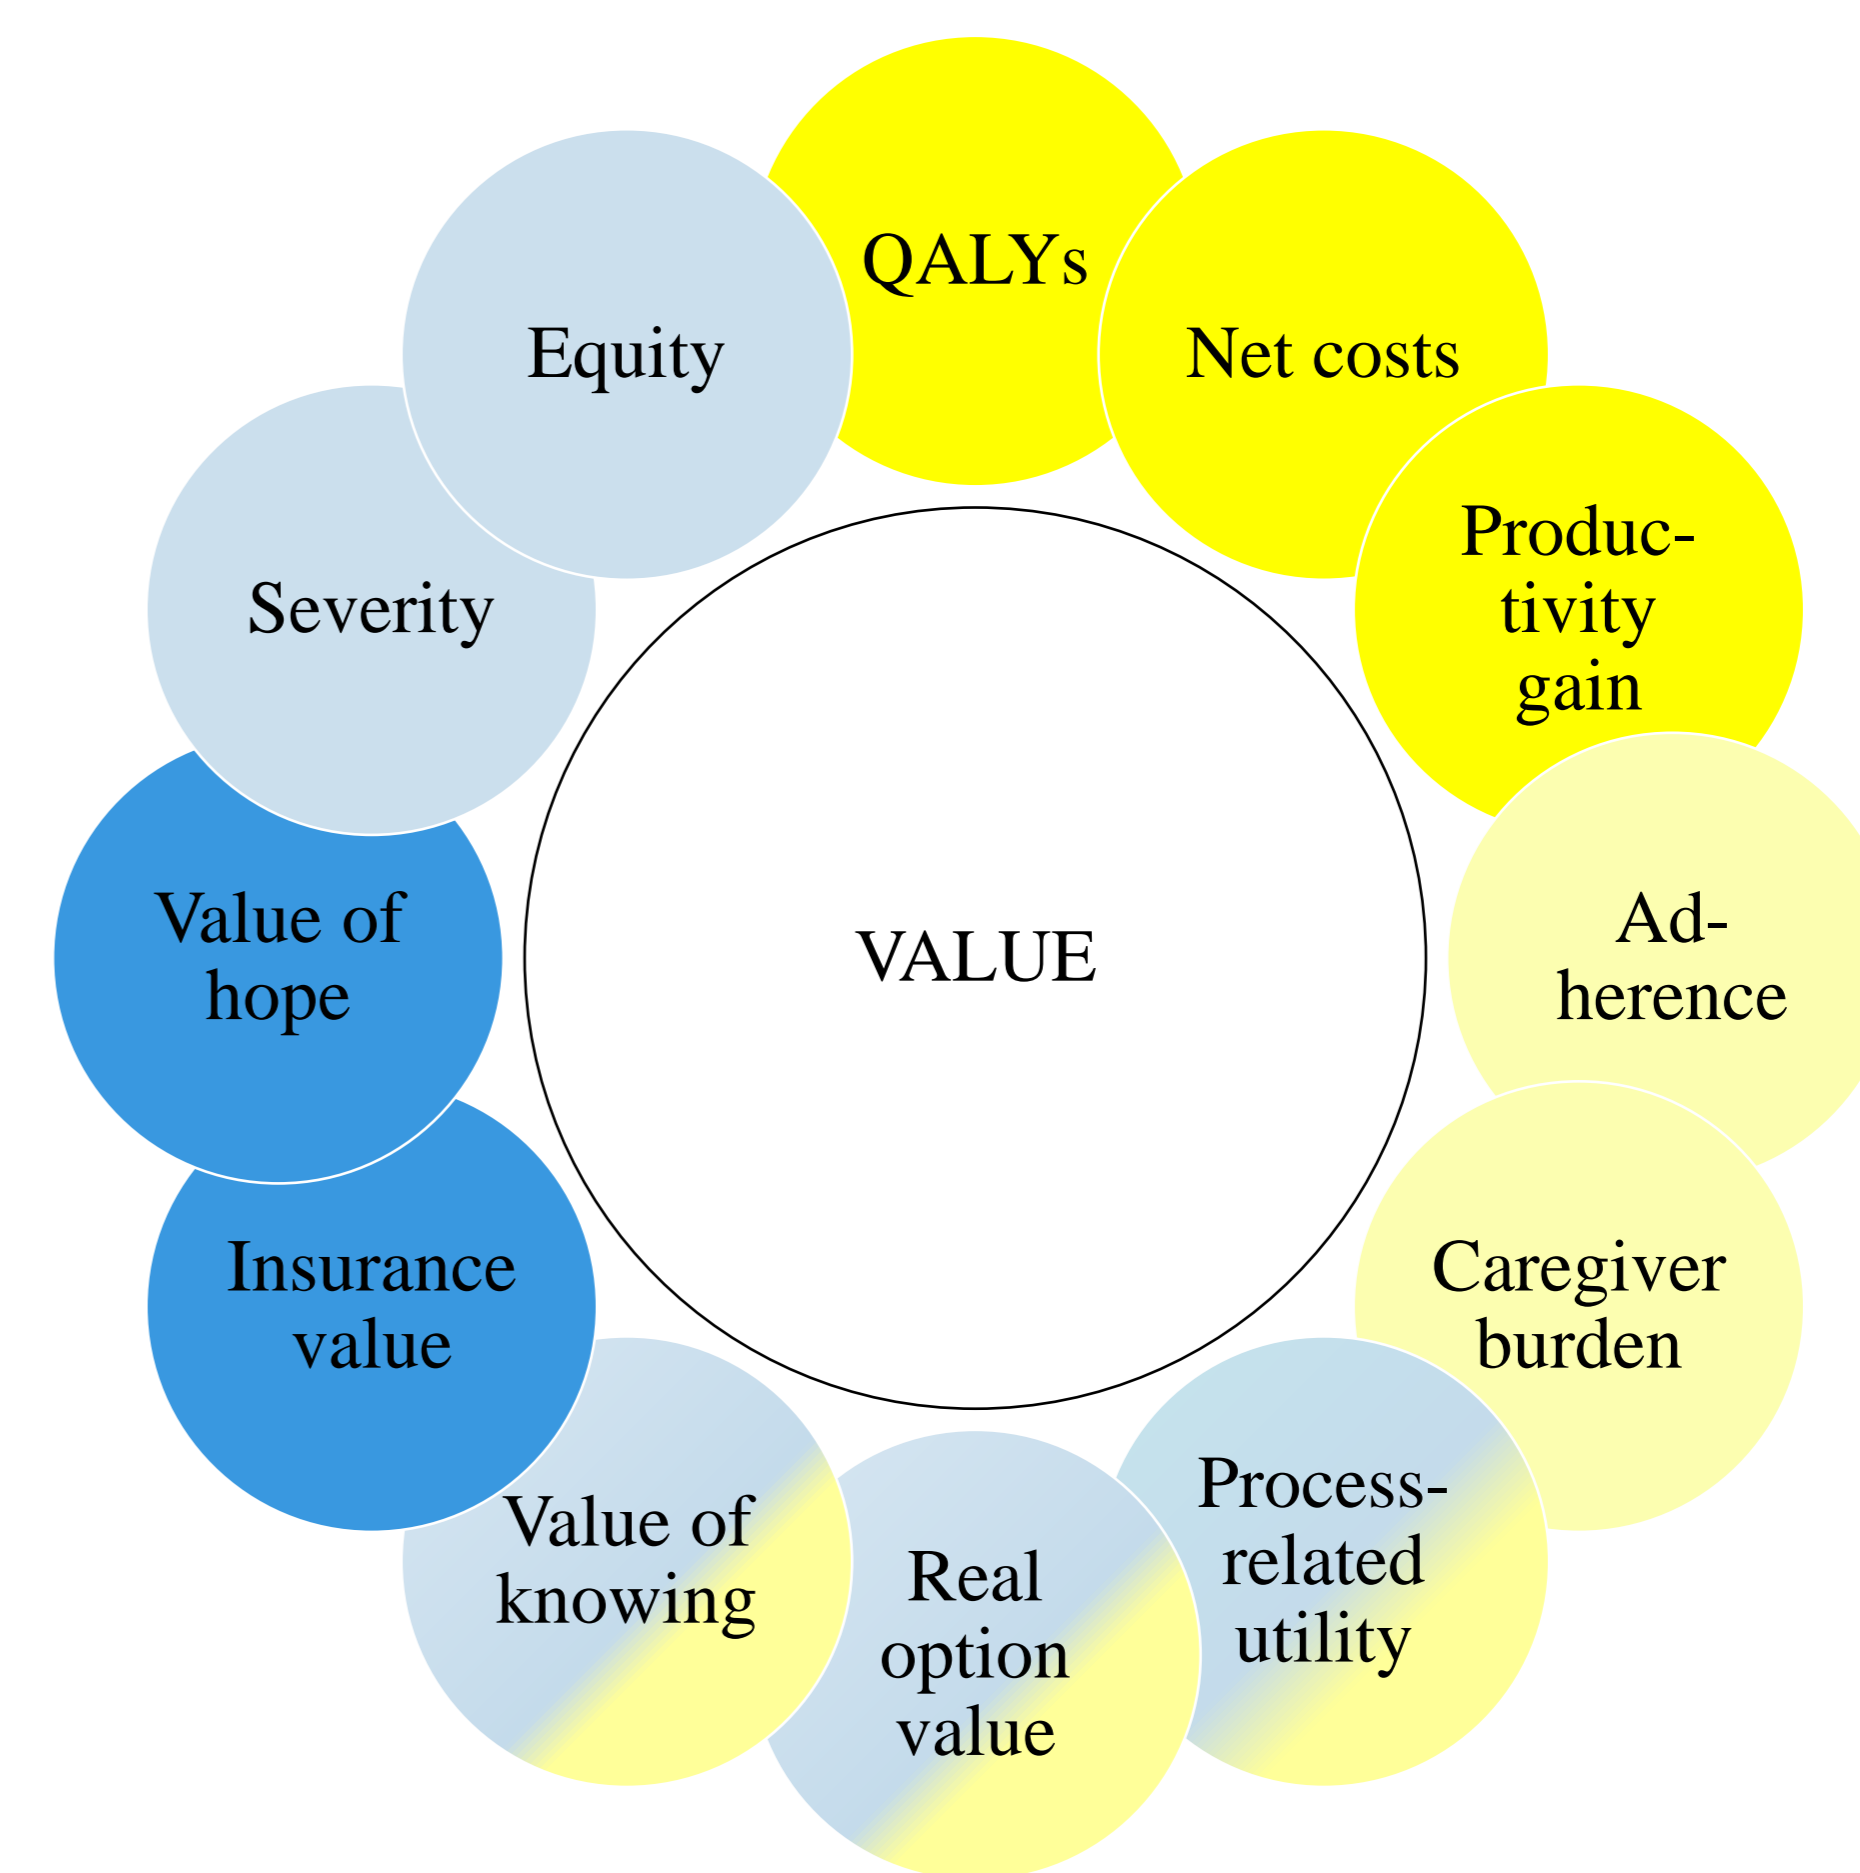 QALYs
Net costs
Produc-
tivity
gain
Ad-
herence
Caregiver
burden
Process-
related
utility
Real
option
value
Value of
knowing
Insurance
value
Value of
hope
Severity
Equity
VALUE